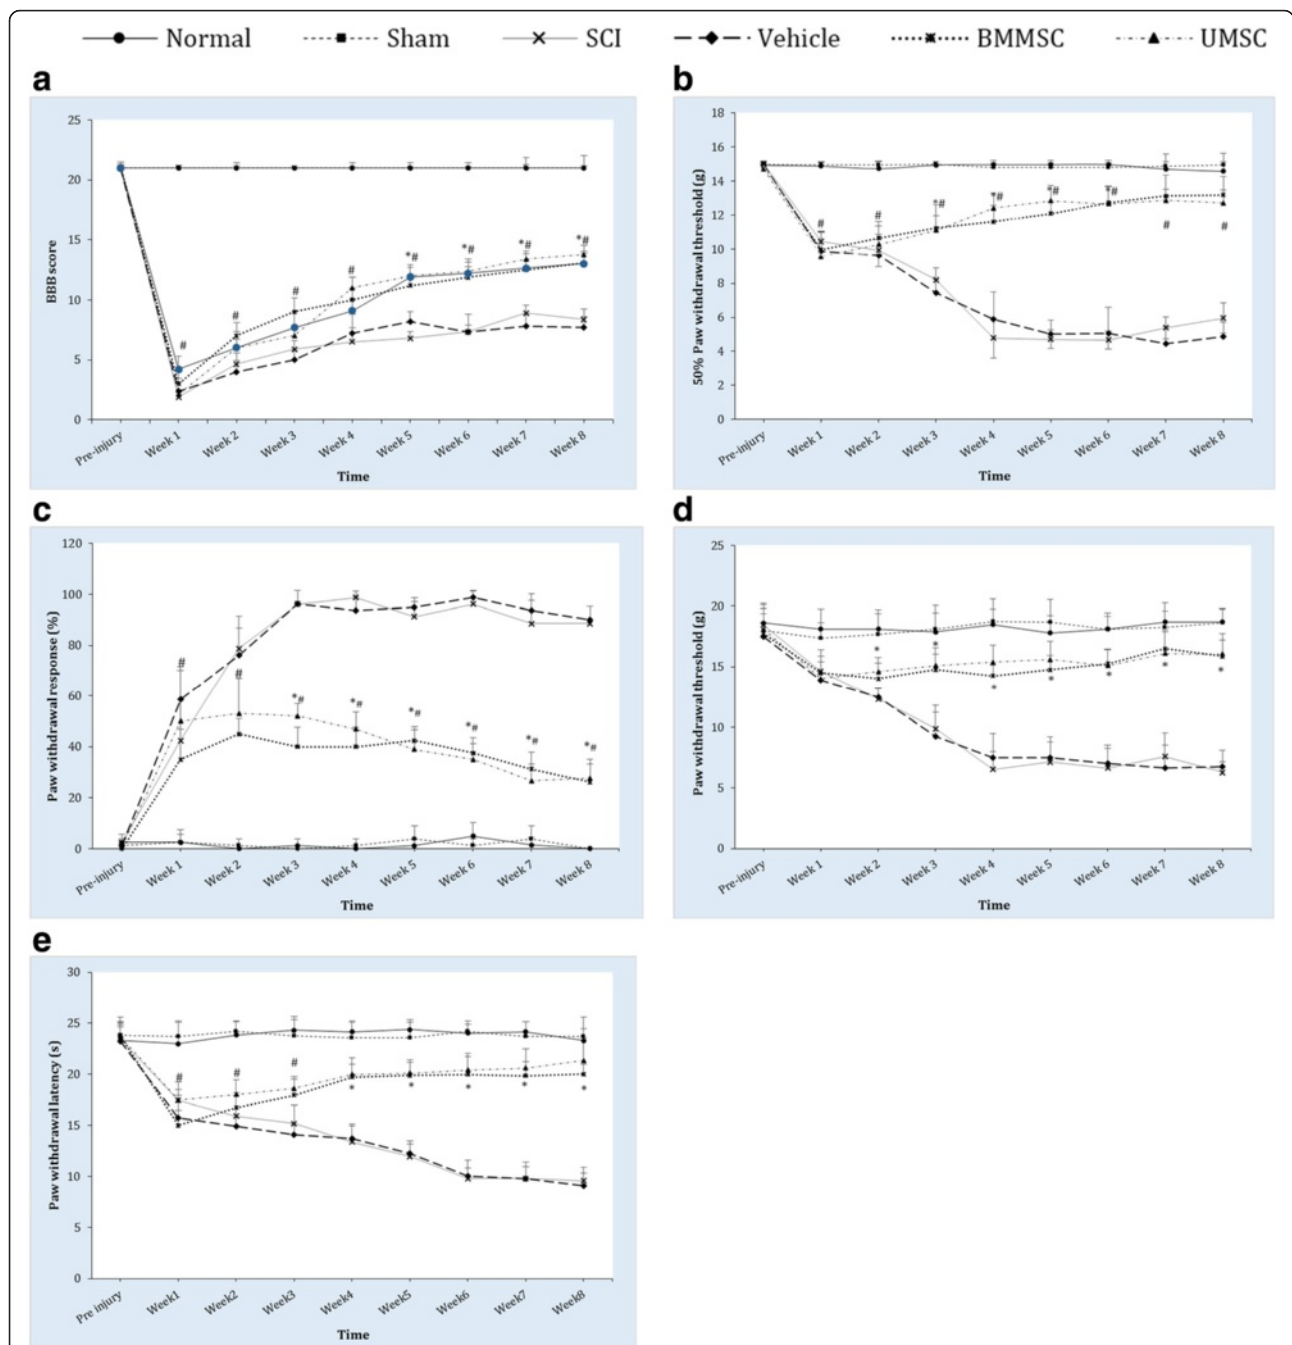 Normal Sham SCI Vehicle BMMSC UMSC
a
25
20
15
10
5
0
BBB score
# # # # *# *# *# *#
Pre-injury Week 1 Week 2 Week 3 Week 4 Week 5 Week 6 Week 7 Week 8
Time
b
18
16
14
12
10
8
6
4
2
0
50% Paw withdrawal threshold (g)
# # *# *# *# *# # #
Pre-injury Week 1 Week 2 Week 3 Week 4 Week 5 Week 6 Week 7 Week 8
Time
c
120
100
80
60
40
20
0
Paw withdrawal response (%)
# # *# *# *# *# *# *#
Pre-injury Week 1 Week 2 Week 3 Week 4 Week 5 Week 6 Week 7 Week 8
Time
d
25
20
15
10
5
0
Paw withdrawal threshold (g)
* * * * * * *
Pre-injury Week 1 Week 2 Week 3 Week 4 Week 5 Week 6 Week 7 Week 8
Time
e
30
25
20
15
10
5
0
Paw withdrawal latency (s)
# # # * * * * *
Pre injury Week1 Week2 Week3 Week4 Week5 Week6 Week7 Week8
Time